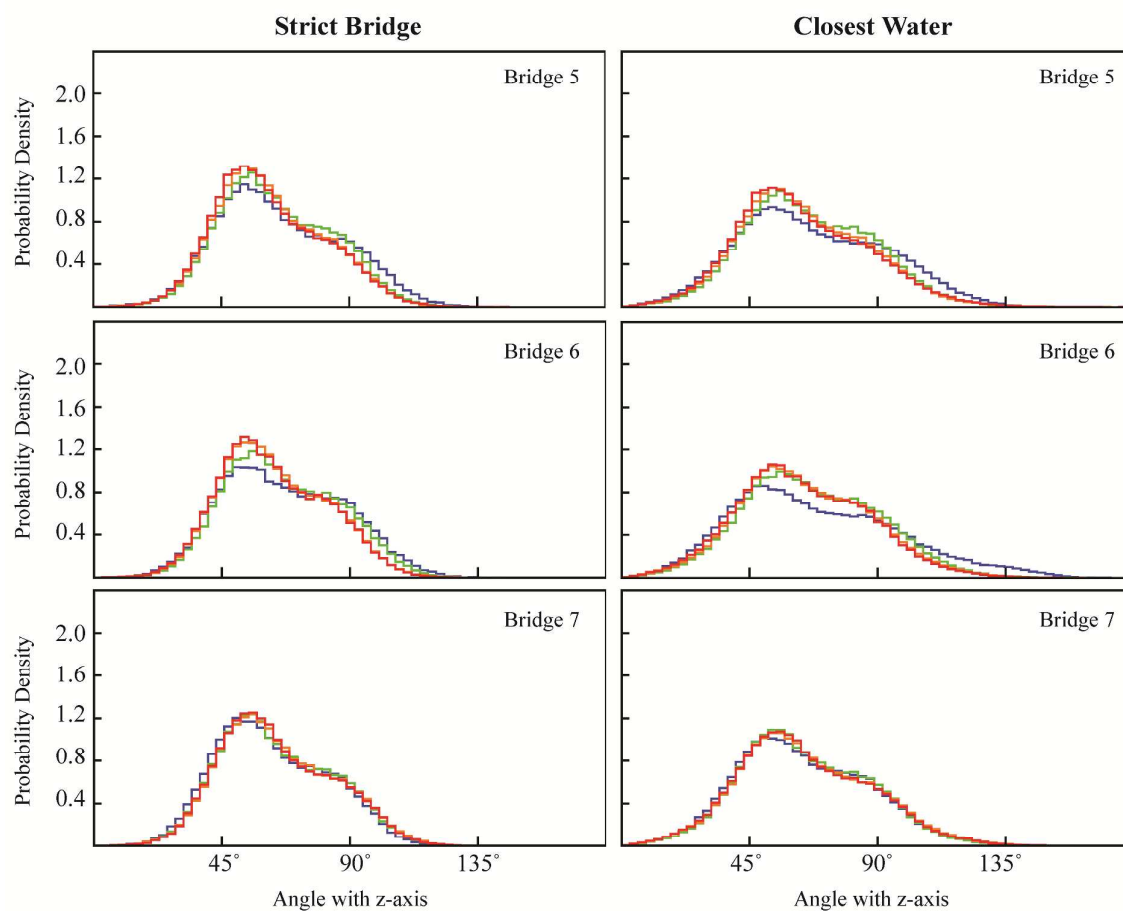 Strict Bridge
Closest Water
Probability Density
2.0
1.6
1.2
0.8
0.4
Bridge 5
Bridge 5
Probability Density
2.0
1.6
1.2
0.8
0.4
Bridge 6
Bridge 6
Probability Density
2.0
1.6
1.2
0.8
0.4
Bridge 7
Bridge 7
45° 90° 135°
45° 90° 135°
Angle with z-axis
Angle with z-axis